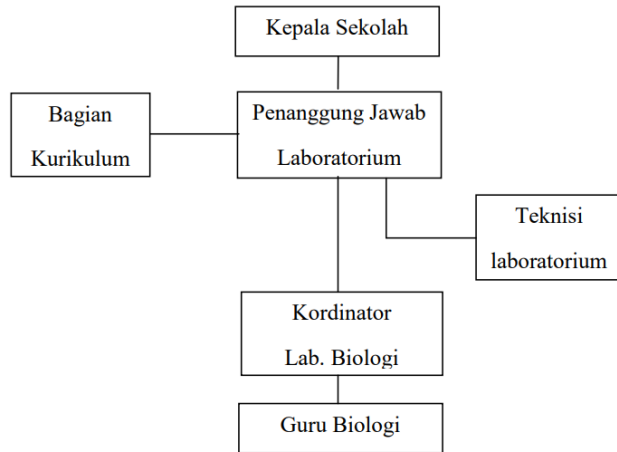 Kepala Sekolah
Bagian
Kurikulum
Penanggung Jawab
Laboratorium
Teknisi
laboratorium
Kordinator
Lab. Biologi
Guru Biologi